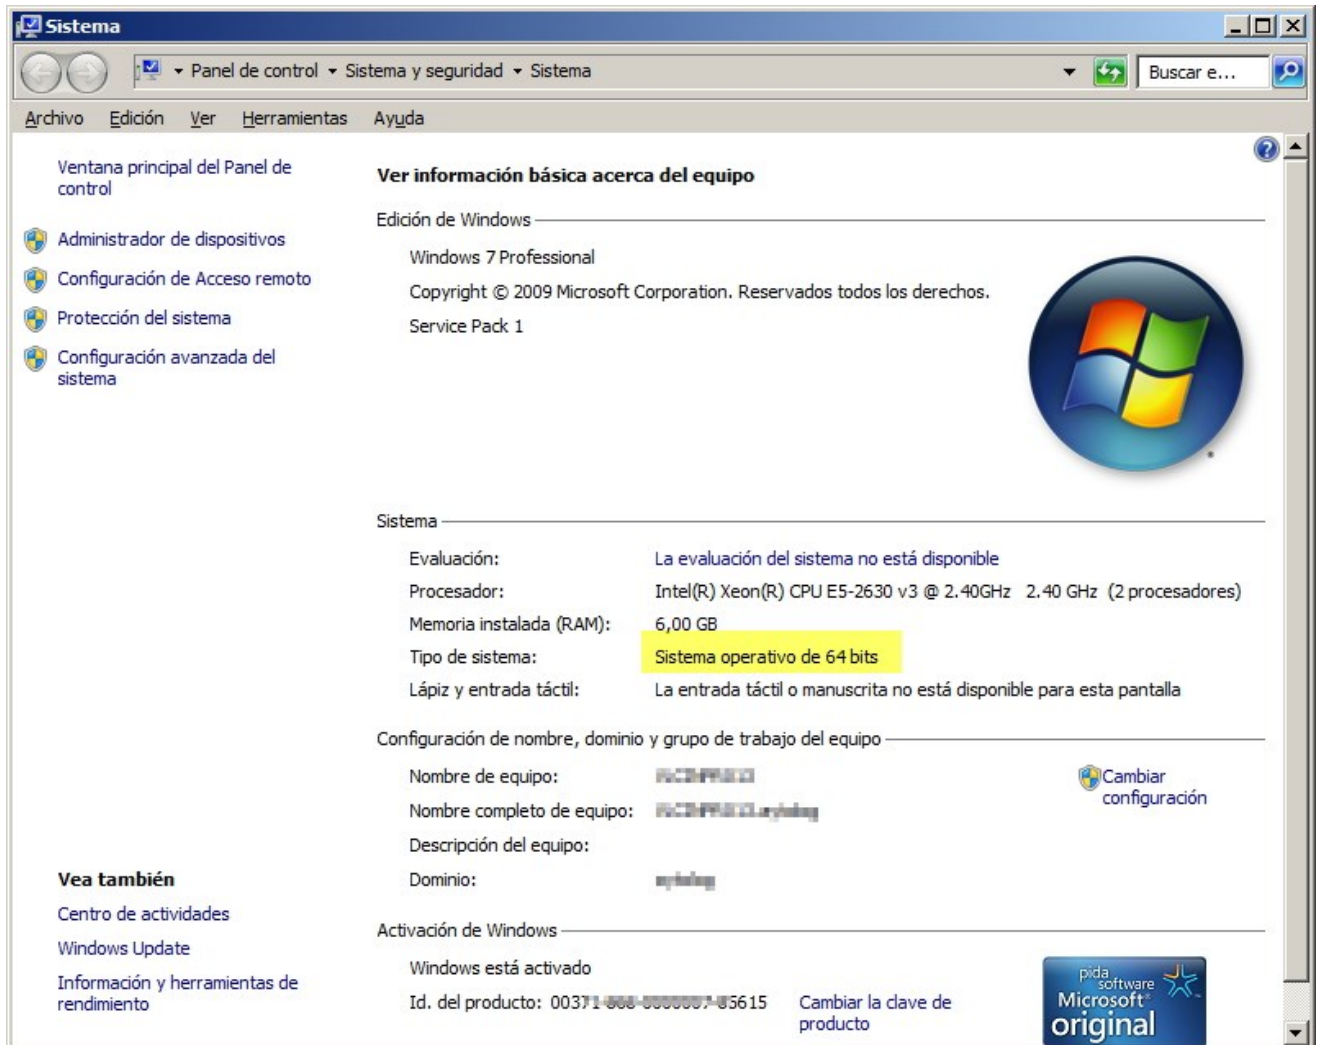 Sistema
Panel de control Sistema y seguridad Sistema
Buscar e...
Archivo Edición Ver Herramientas Ayuda
Ventana principal del Panel de
control
Administrador de dispositivos
Configuración de Acceso remoto
Protección del sistema
Configuración avanzada del
sistema
Ver información básica acerca del equipo
Edición de Windows
Windows 7 Professional
Copyright © 2009 Microsoft Corporation. Reservados todos los derechos.
Service Pack 1
Sistema
Evaluación: La evaluación del sistema no está disponible
Procesador: Intel(R) Xeon(R) CPU E5-2630 v3 @ 2.40GHz 2.40 GHz (2 procesadores)
Memoria instalada (RAM): 6,00 GB
Tipo de sistema: Sistema operativo de 64 bits
Lápiz y entrada táctil: La entrada táctil o manuscrita no está disponible para esta pantalla
Configuración de nombre, dominio y grupo de trabajo del equipo
Nombre de equipo:
Cambiar
configuración
Nombre completo de equipo:
Descripción del equipo:
Dominio:
Vea también
Centro de actividades
Windows Update
Información y herramientas de
rendimiento
Activación de Windows
Windows está activado
Id. del producto:
Cambiar la clave de
producto
pida
software
Microsoft
original